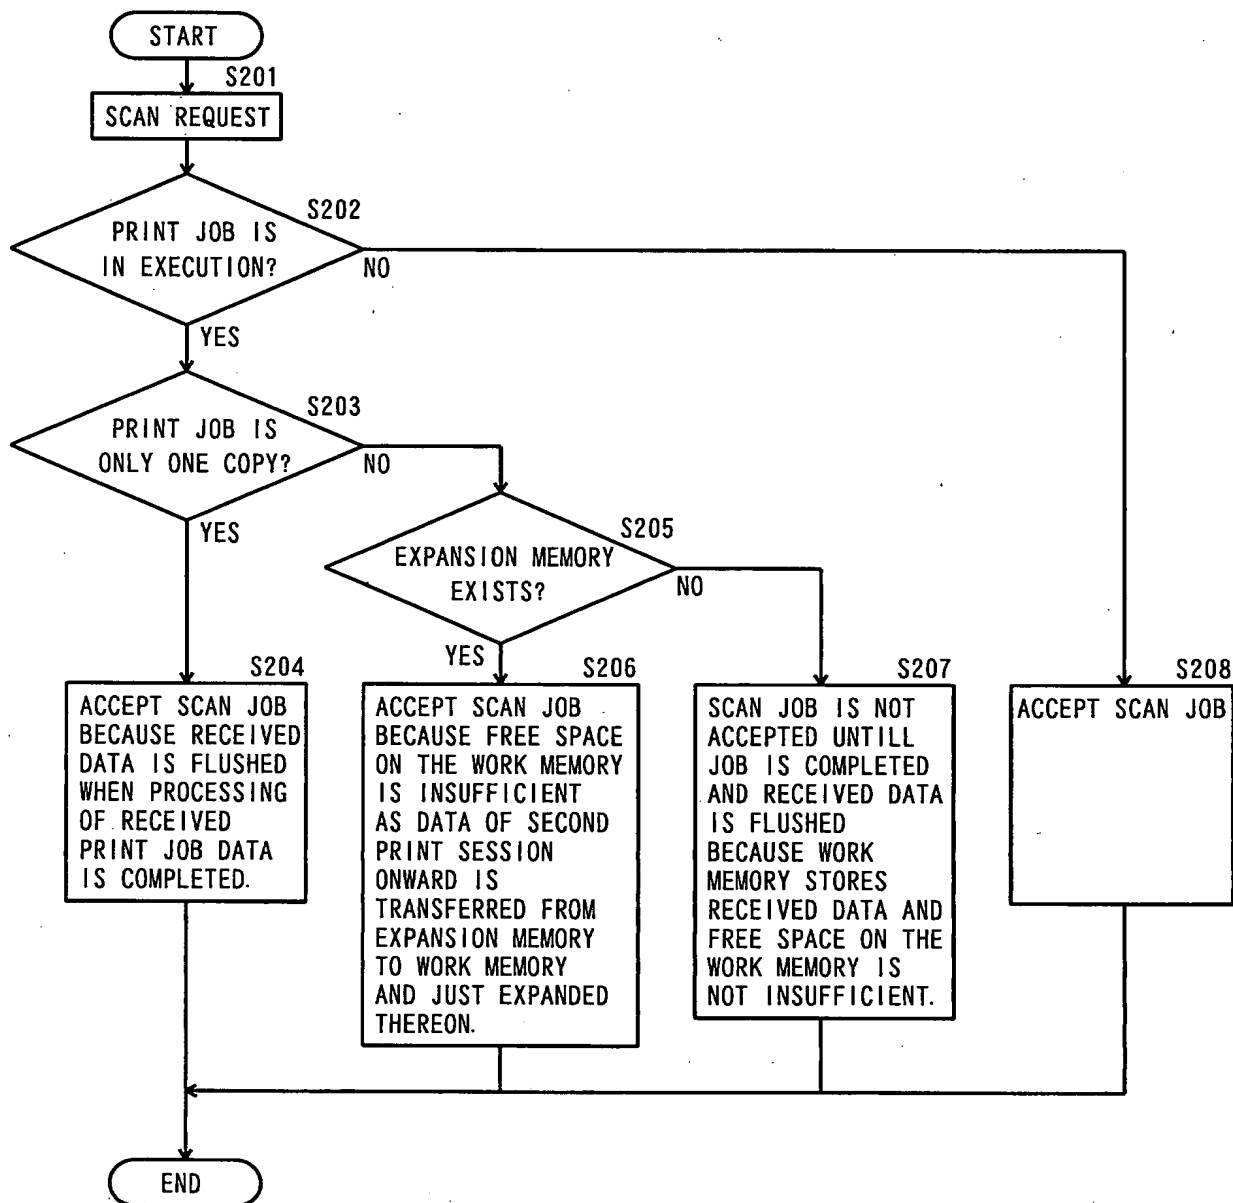 START
S201
SCAN REQUEST
S202
PRINT JOB IS
IN EXECUTION?
NO
YES
S203
PRINT JOB IS
ONLY ONE COPY?
NO
YES
S205
EXPANSION MEMORY
EXISTS?
NO
YES
S204
ACCEPT SCAN JOB
BECAUSE RECEIVED
DATA IS FLUSHED
WHEN PROCESSING
OF RECEIVED
PRINT JOB DATA
IS COMPLETED.
S206
ACCEPT SCAN JOB
BECAUSE FREE SPACE
ON THE WORK MEMORY
IS INSUFFICIENT
AS DATA OF SECOND
PRINT SESSION
ONWARD IS
TRANSFERRED FROM
EXPANSION MEMORY
TO WORK MEMORY
AND JUST EXPANDED
THEREON.
S207
SCAN JOB IS NOT
ACCEPTED UNTILL
JOB IS COMPLETED
AND RECEIVED DATA
IS FLUSHED
BECAUSE WORK
MEMORY STORES
RECEIVED DATA AND
FREE SPACE ON THE
WORK MEMORY IS
NOT INSUFFICIENT.
S208
ACCEPT SCAN JOB
END